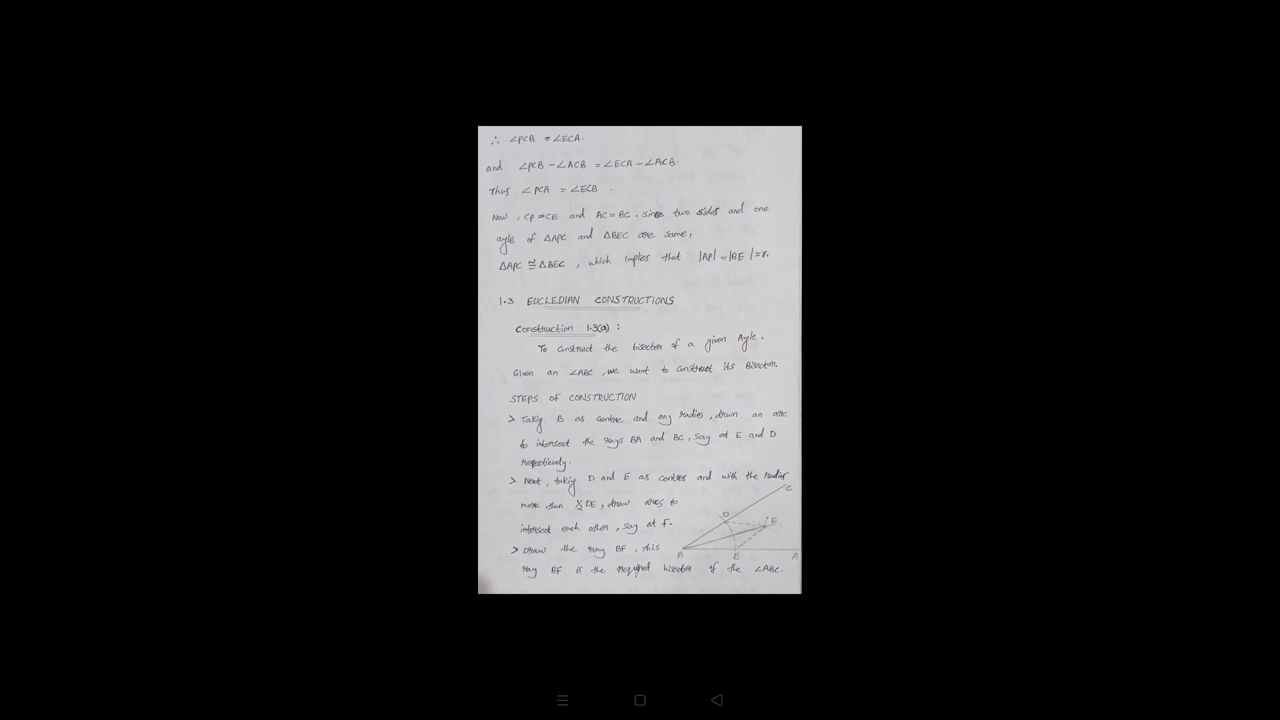 ∴ ∠PCB = ∠ECA.
and ∠PCB - ∠ACB = ∠ECA - ∠ACB.
Thus ∠PCA = ∠ECB.
Now, CP = CE and AC = BC. since two sides and one
angle of ΔAPC and ΔBEC are same,
ΔAPC ≅ ΔBEC, which implies that |AP| = |BE| = r.
1.3 EUCLEDIAN CONSTRUCTIONS
Construction 1.3(a):
To construct the bisector of a given Angle.
Given an ∠ABC, we want to construct its Bisector.
STEPS OF CONSTRUCTION
> Taking B as centre and any radius, drawn an arc
to intersect the rays BA and BC, say at E and D
respectively.
> Next, taking D and E as centres and with the radius
more than ½ DE, draw arcs to
intersect each other, say at F.
> Draw the ray BF. This
ray BF is the required bisector of the ∠ABC.
C
D
F
B
E
A